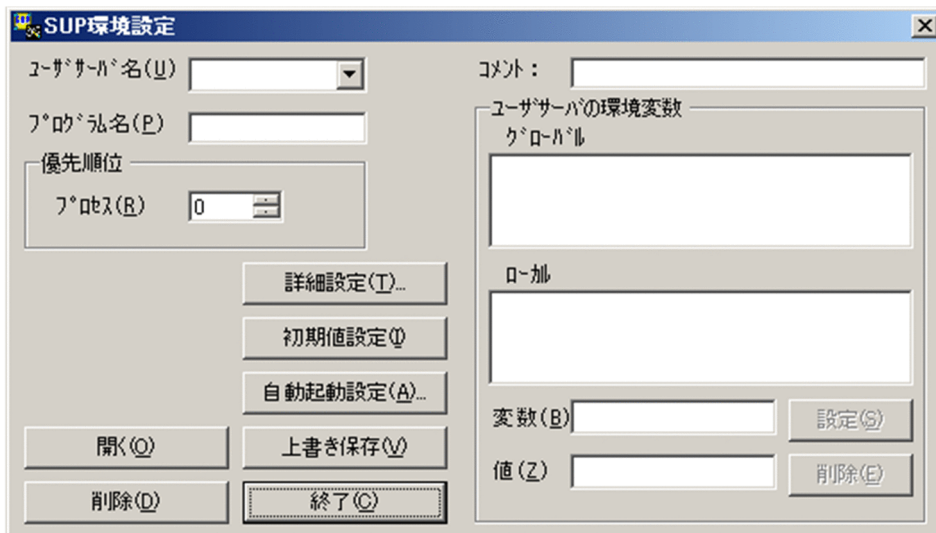 SUP環境設定
ﾕｰｻﾞｻｰﾊﾞ名(U)
ﾌﾟﾛｸﾞﾗﾑ名(P)
優先順位
ﾌﾟﾛｾｽ(R)
0
詳細設定(T)...
初期値設定(I)
自動起動設定(A)...
開く(O)
上書き保存(V)
削除(D)
終了(C)
ｺﾒﾝﾄ：
ユーザサーバの環境変数
ｸﾞﾛｰﾊﾞﾙ
ﾛｰｶﾙ
変数(B)
設定(S)
値(Z)
削除(E)